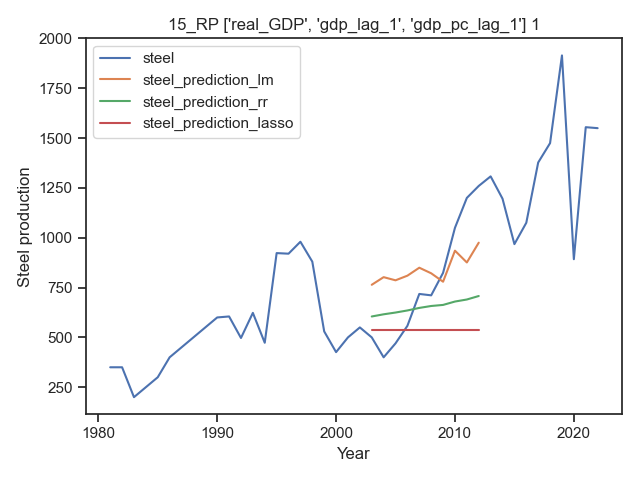 15_RP ['real_GDP', 'gdp_lag_1', 'gdp_pc_lag_1'] 1
steel
steel_prediction_lm
steel_prediction_rr
steel_prediction_lasso
Steel production
2000
1750
1500
1250
1000
750
500
250
1980
1990
2000
2010
2020
Year